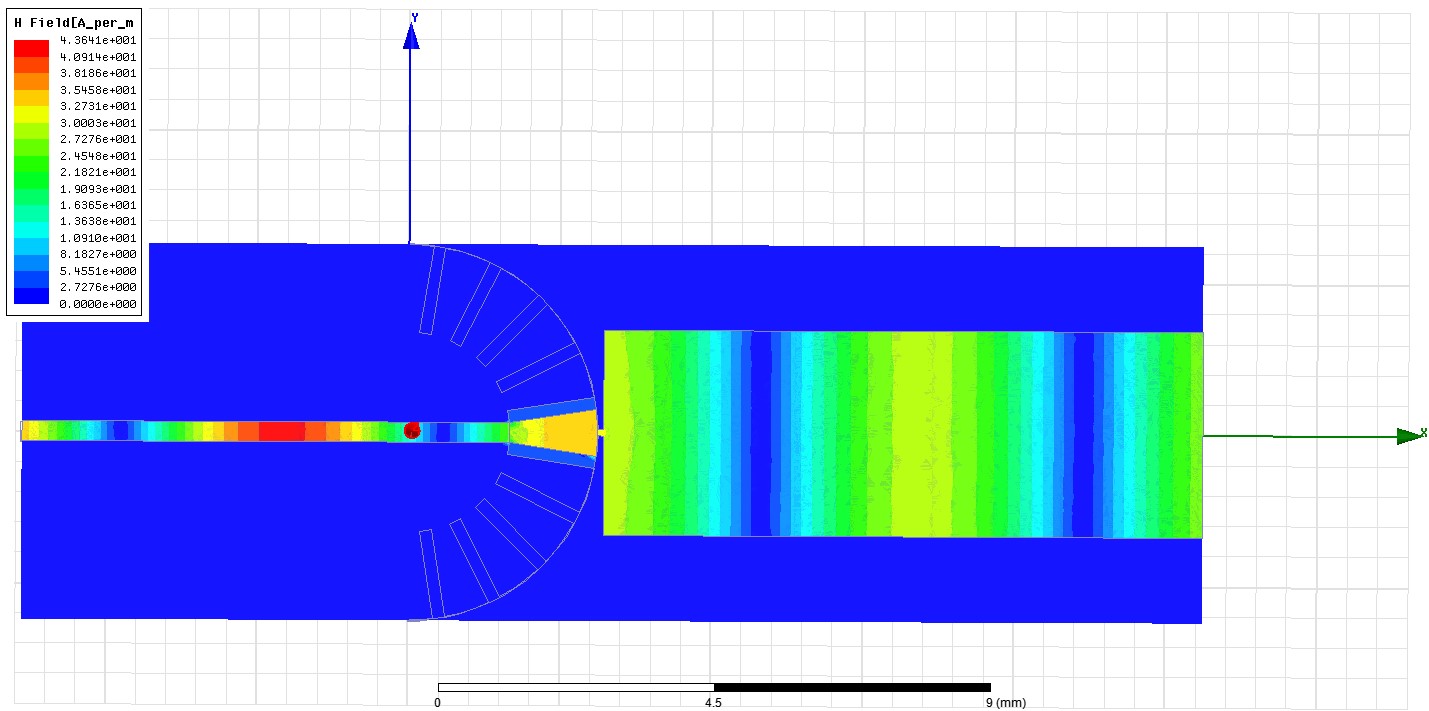 H Field[A_per_m
4.3641e+001
4.0914e+001
3.8186e+001
3.5458e+001
3.2731e+001
3.0003e+001
2.7276e+001
2.4548e+001
2.1821e+001
1.9093e+001
1.6365e+001
1.3638e+001
1.0910e+001
8.1827e+000
5.4551e+000
2.7276e+000
0.0000e+000
Y
X
0 4.5 9 (mm)